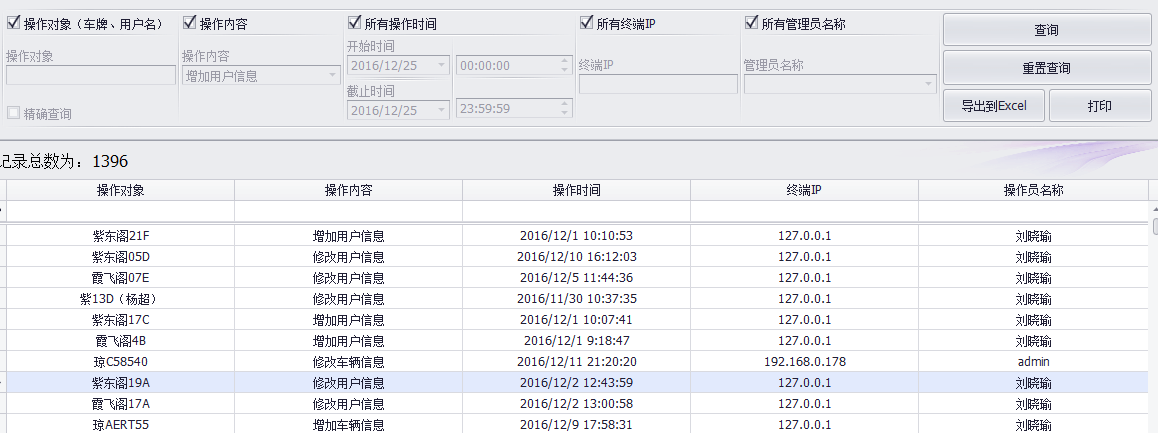 操作对象（车牌、用户名） 操作内容 所有操作时间 所有终端IP 所有管理员名称 查询
操作对象 操作内容 开始时间 终端IP 管理员名称
增加用户信息 2016/12/25 00:00:00 重置查询
截止时间
精确查询 2016/12/25 23:59:59 导出到Excel 打印
记录总数为：1396
操作对象 操作内容 操作时间 终端IP 操作员名称
紫东阁21F 增加用户信息 2016/12/1 10:10:53 127.0.0.1 刘晓瑜
紫东阁05D 修改用户信息 2016/12/10 16:12:03 127.0.0.1 刘晓瑜
霞飞阁07E 修改用户信息 2016/12/5 11:44:36 127.0.0.1 刘晓瑜
紫13D（杨超） 修改用户信息 2016/11/30 10:37:35 127.0.0.1 刘晓瑜
紫东阁17C 增加用户信息 2016/12/1 10:07:41 127.0.0.1 刘晓瑜
霞飞阁4B 增加用户信息 2016/12/1 9:18:47 127.0.0.1 刘晓瑜
琼C58540 修改车辆信息 2016/12/11 21:20:20 192.168.0.178 admin
紫东阁19A 修改用户信息 2016/12/2 12:43:59 127.0.0.1 刘晓瑜
霞飞阁17A 修改用户信息 2016/12/2 13:00:58 127.0.0.1 刘晓瑜
琼AERT55 增加车辆信息 2016/12/9 17:58:31 127.0.0.1 刘晓瑜